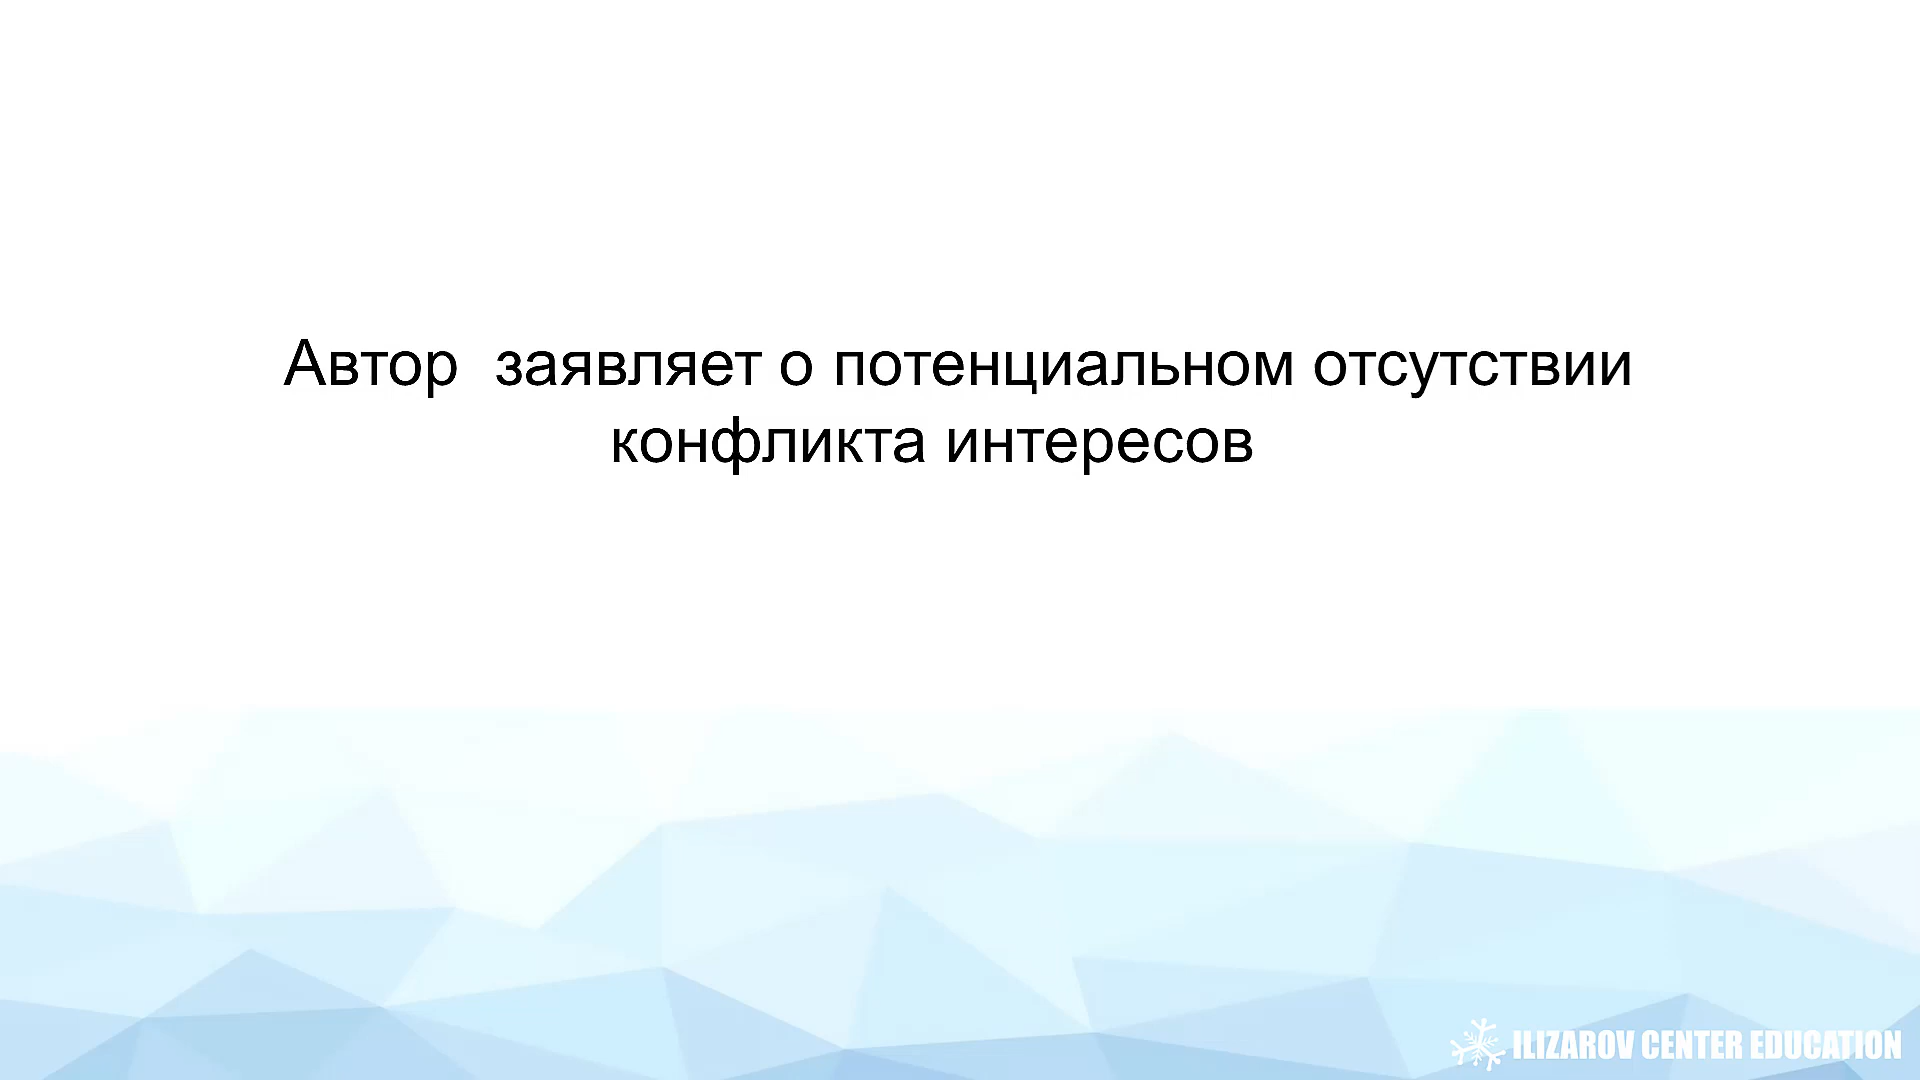 Автор  заявляет о потенциальном отсутствии
конфликта интересов
ILIZAROV CENTER EDUCATION